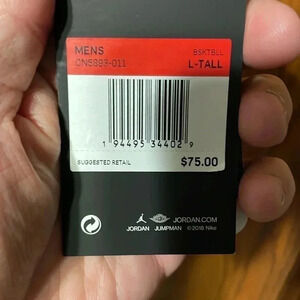 MENS BSKTBLL
CN5893-011 L-TALL
1 94495 34402 9
SUGGESTED RETAIL $75.00
JORDAN.COM
JORDAN JUMPMAN ©2018 Nike